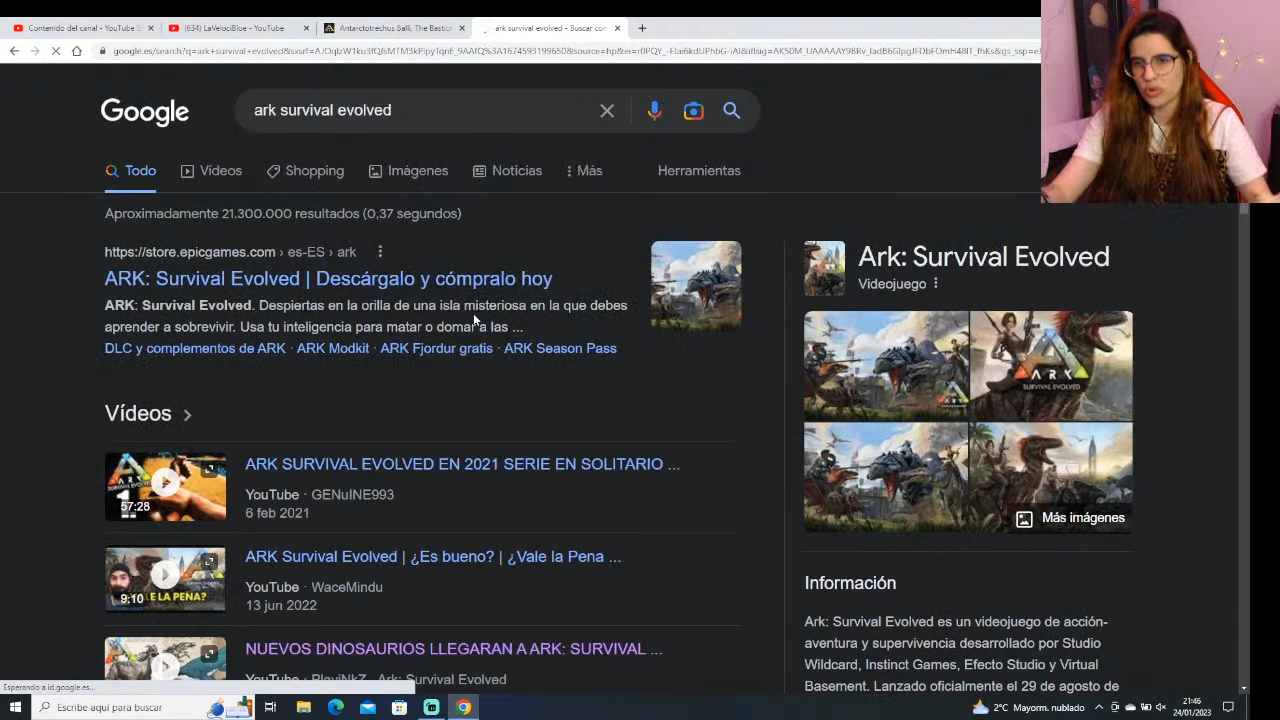 Contenido del canal - YouTube S
(634) LaVelociBlue - YouTube
Antarctotrechus Balli, The Bastio
ark survival evolved - Buscar con
Google
ark survival evolved
Todo
Vídeos
Shopping
Imágenes
Noticias
Más
Herramientas
Aproximadamente 21.300.000 resultados (0,37 segundos)
https://store.epicgames.com › es-ES › ark
ARK: Survival Evolved | Descárgalo y cómpralo hoy
ARK: Survival Evolved. Despiertas en la orilla de una isla misteriosa en la que debes
aprender a sobrevivir. Usa tu inteligencia para matar o domar a las ...
DLC y complementos de ARK · ARK Modkit · ARK Fjordur gratis · ARK Season Pass
Vídeos
57:28
ARK SURVIVAL EVOLVED EN 2021 SERIE EN SOLITARIO ...
YouTube · GENuINE993
6 feb 2021
9:10
ARK Survival Evolved | ¿Es bueno? | ¿Vale la Pena ...
YouTube · WaceMindu
13 jun 2022
NUEVOS DINOSAURIOS LLEGARAN A ARK: SURVIVAL ...
Ark: Survival Evolved
Videojuego
Más imágenes
Información
Ark: Survival Evolved es un videojuego de acción-
aventura y supervivencia desarrollado por Studio
Wildcard, Instinct Games, Efecto Studio y Virtual
Basement. Lanzado oficialmente el 29 de agosto de
Esperando a id.google.es...
Escribe aquí para buscar
2°C Mayorm. nublado
21:46
24/01/2023